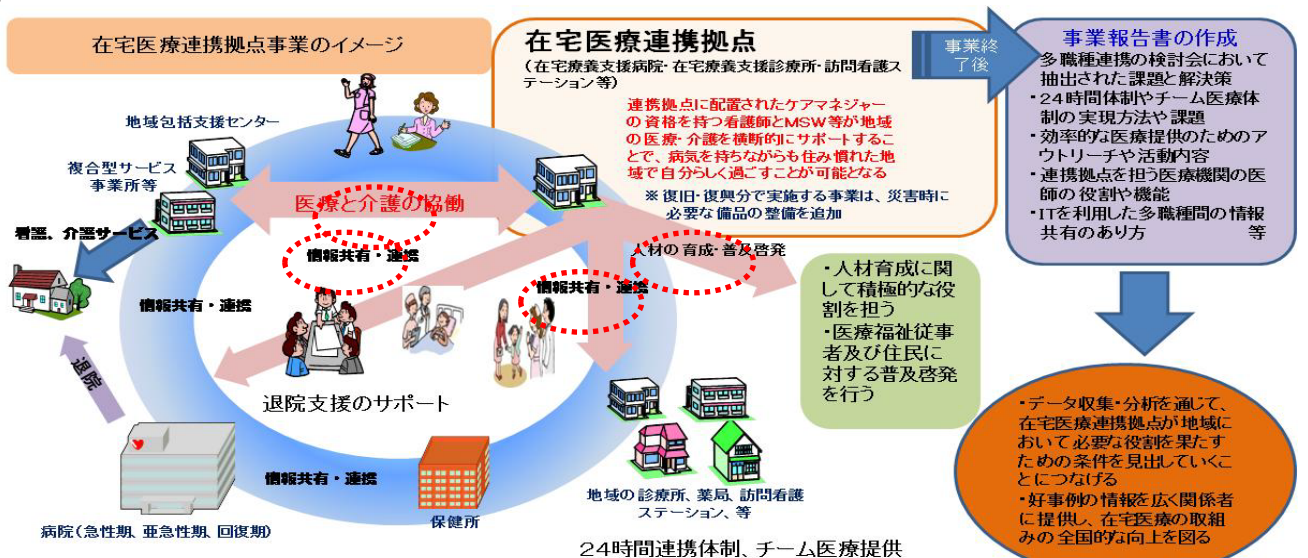 在宅医療連携拠点事業のイメージ
在宅医療連携拠点
(在宅療養支援病院・在宅療養支援診療所・訪問看護ス
テーション等)
連携拠点に配置されたケアマネジャー
の資格を持つ看護師とMSW等が地域
の医療・介護を横断的にサポートするこ
とで、病気を持ちながらも住み慣れた地
域で自分らしく過ごすことが可能となる
※復旧・復興分で実施する事業は、災害時に
必要な備品の整備を追加
事業終
了後
事業報告書の作成
多職種連携の検討会において
抽出された課題と解決策
・24時間体制やチーム医療体
制の実現方法や課題
・効率的な医療提供のためのア
ウトリーチや活動内容
・連携拠点を担う医療機関の医
師の役割や機能
・ITを利用した多職種間の情報
共有のあり方 等
地域包括支援センター
複合型サービス
事業所等
医療と介護の協働
看護、介護サービス
情報共有・連携
人材の育成・普及啓発
情報共有・連携
情報共有・連携
・人材育成に関
して積極的な役
割を担う
・医療福祉従事
者及び住民に
対する普及啓発
を行う
退院
退院支援のサポート
・データ収集・分析を通じて、
在宅医療連携拠点が地域に
おいて必要な役割を果たす
ための条件を見出していくこ
とにつなげる
・好事例の情報を広く関係者
に提供し、在宅医療の取組
みの全国的な向上を図る
情報共有・連携
地域の診療所、薬局、訪問看護
ステーション、等
保健所
病院(急性期、亜急性期、回復期)
24時間連携体制、チーム医療提供